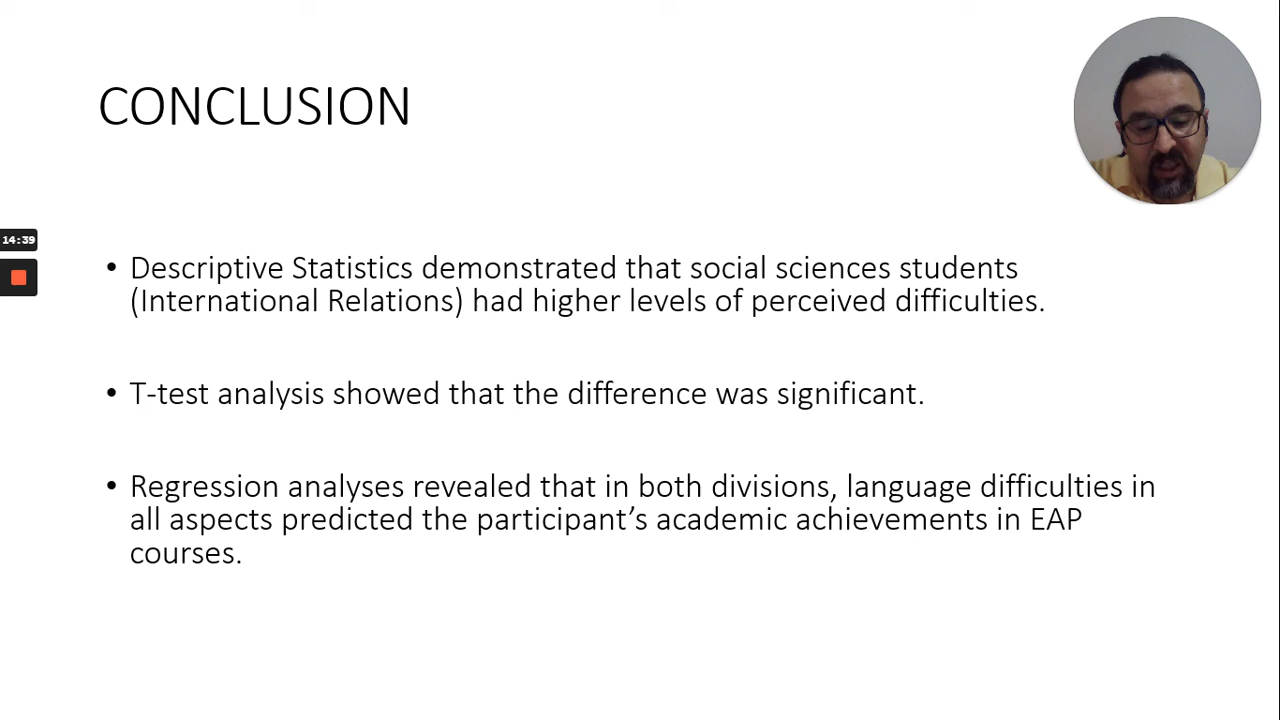 CONCLUSION
14:39
• Descriptive Statistics demonstrated that social sciences students
(International Relations) had higher levels of perceived difficulties.
• T-test analysis showed that the difference was significant.
• Regression analyses revealed that in both divisions, language difficulties in
all aspects predicted the participant’s academic achievements in EAP
courses.